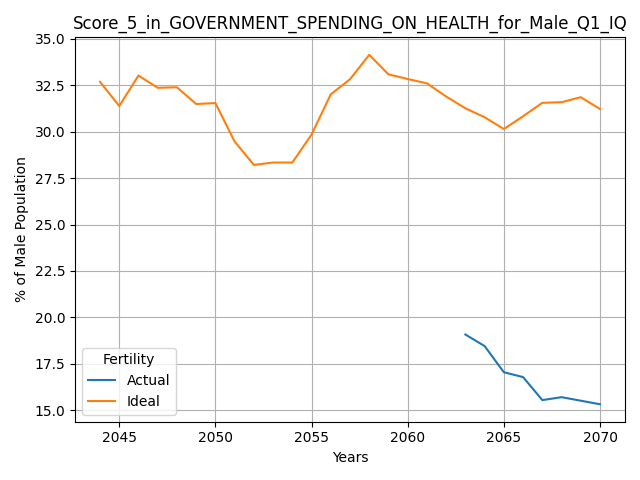 Score_5_in_GOVERNMENT_SPENDING_ON_HEALTH_for_Male_Q1_IQ
35.0
32.5
30.0
27.5
25.0
22.5
20.0
17.5
15.0
% of Male Population
Fertility
Actual
Ideal
2045
2050
2055
2060
2065
2070
Years